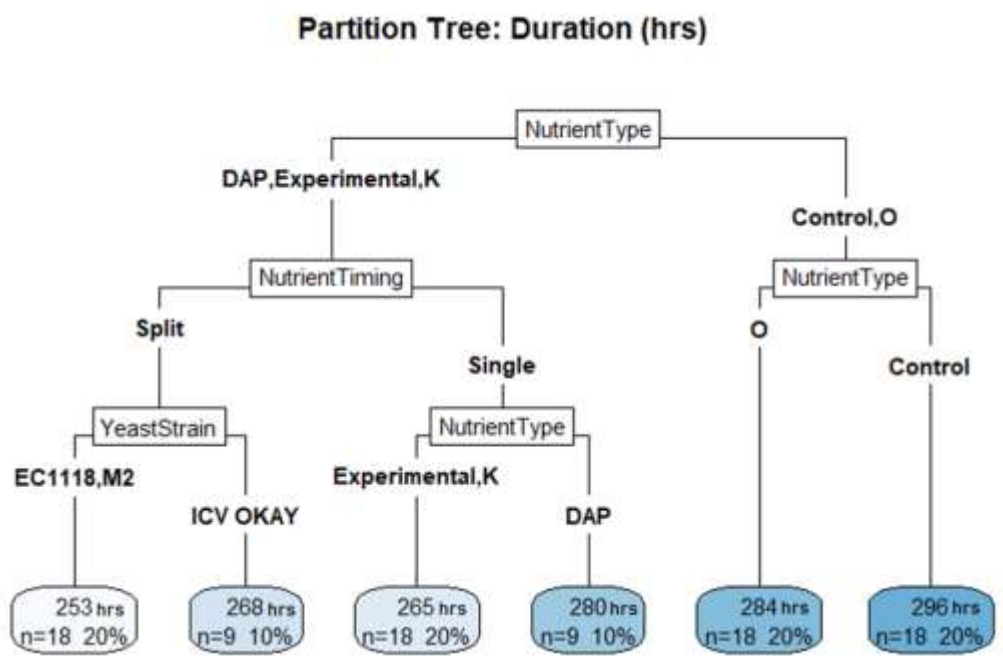 Partition Tree: Duration (hrs)
NutrientType
DAP,Experimental,K
Control,O
NutrientTiming
NutrientType
Split
O
Single
Control
YeastStrain
NutrientType
EC1118,M2
Experimental,K
ICV OKAY
DAP
253 hrs
n=18 20%
268 hrs
n=9 10%
265 hrs
n=18 20%
280 hrs
n=9 10%
284 hrs
n=18 20%
296 hrs
n=18 20%